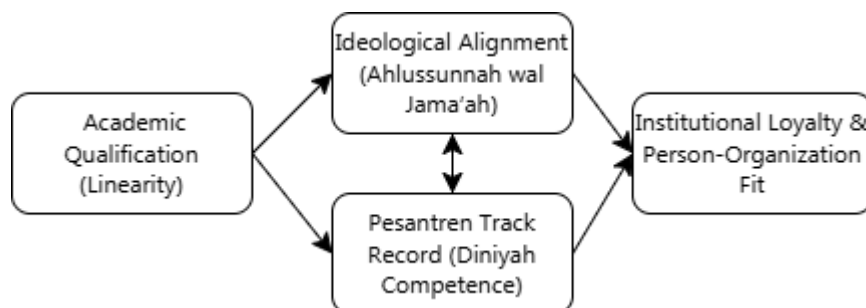 Academic
Qualification
(Linearity)
Ideological Alignment
(Ahlussunnah wal
Jama’ah)
Pesantren Track
Record (Diniyah
Competence)
Institutional Loyalty &
Person-Organization
Fit